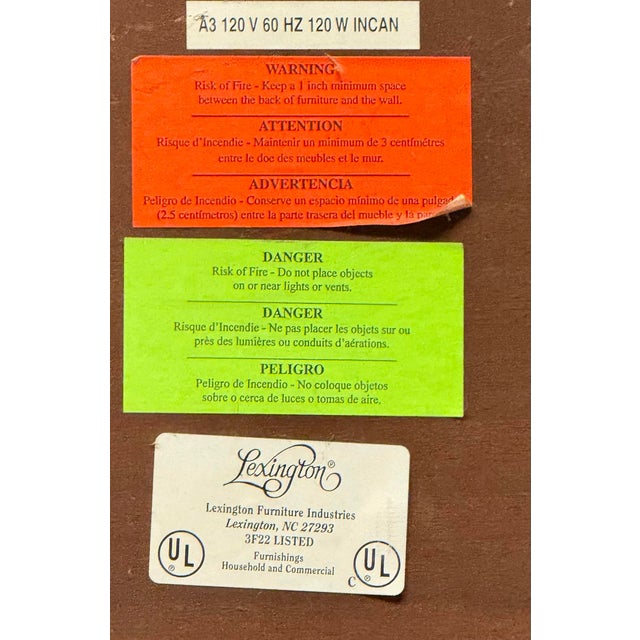 A3 120 V 60 HZ 120 W INCAN
WARNING
Risk of Fire - Keep a 1 inch minimum space
between the back of furniture and the wall.
ATTENTION
Risque d'Incendie - Maintenir un minimum de 3 centimétres
entre le doe des meubles et le mur.
ADVERTENCIA
Peligro de Incendio - Conserve un espacio mínimo de una pulgad
(2.5 centímetros) entre la parte trasera del mueble y la
DANGER
Risk of Fire - Do not place objects
on or near lights or vents.
DANGER
Risque d'Incendie - Ne pas placer les objets sur ou
près des lumières ou conduits d'aérations.
PELIGRO
Peligro de Incendio - No coloque objetos
sobre o cerca de luces o tomas de aire.
Lexington®
Lexington Furniture Industries
Lexington, NC 27293
3F22 LISTED
Furnishings
Household and Commercial
UL ®
C UL ®